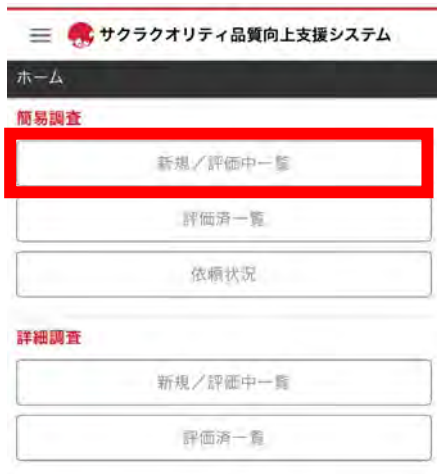 サクラクオリティ品質向上支援システム
ホーム
簡易調査
新規／評価中一覧
評価済一覧
依頼状況
詳細調査
新規／評価中一覧
評価済一覧